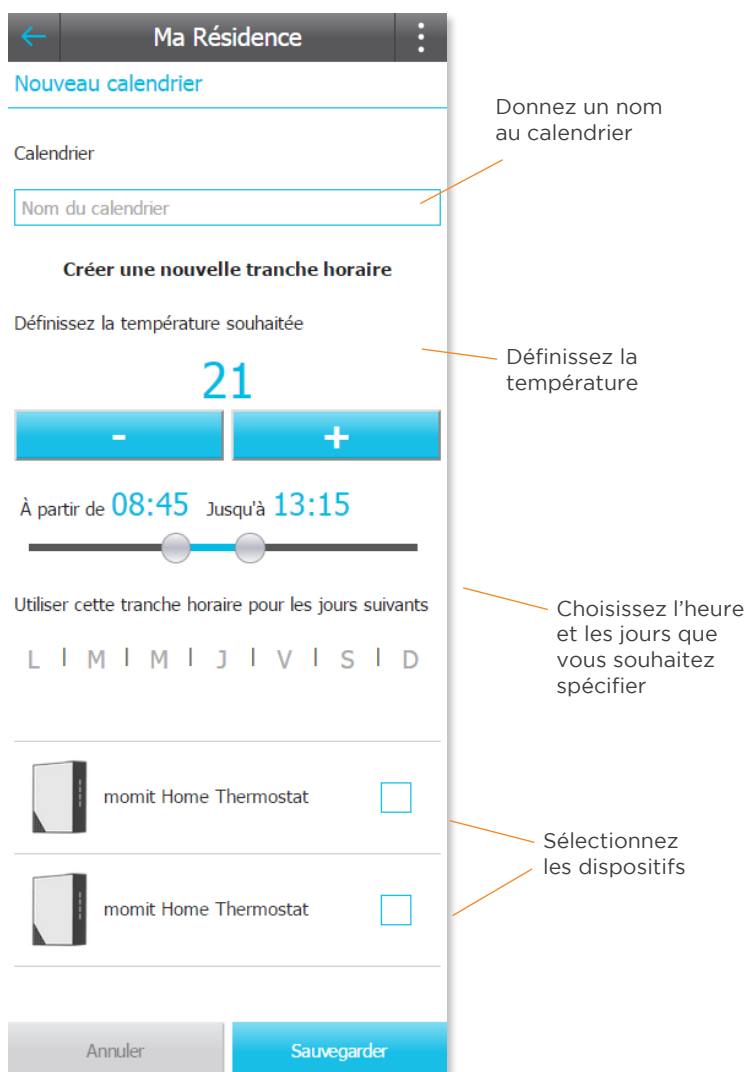 Ma Résidence
Nouveau calendrier
Donnez un nom
au calendrier
Calendrier
Nom du calendrier
Créer une nouvelle tranche horaire
Définissez la température souhaitée
Définissez la
température
21
- +
À partir de 08:45 Jusqu'à 13:15
Utiliser cette tranche horaire pour les jours suivants
Choisissez l’heure
et les jours que
vous souhaitez
spécifier
L | M | M | J | V | S | D
momit Home Thermostat
Sélectionnez
les dispositifs
momit Home Thermostat
Annuler Sauvegarder